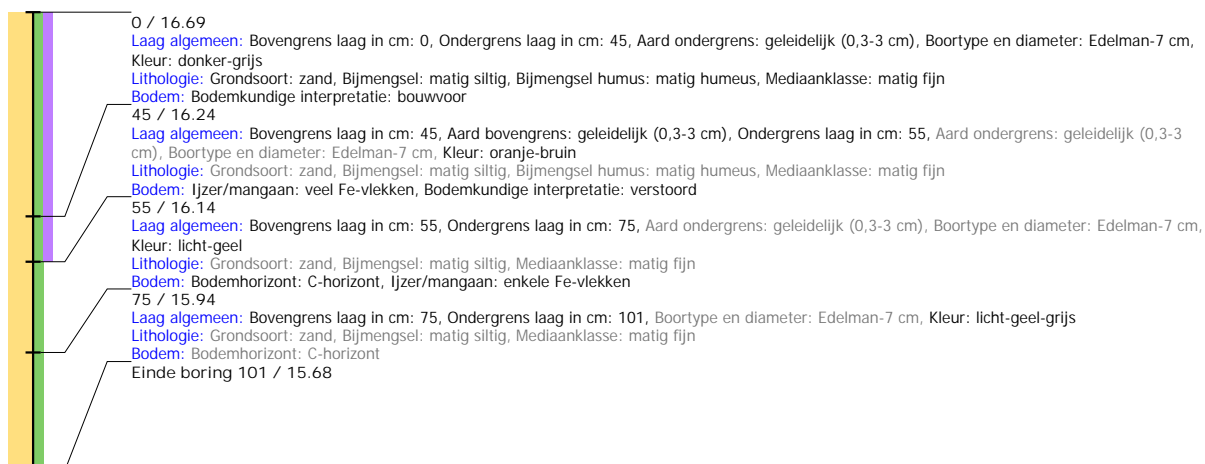 0 / 16.69
Laag algemeen: Bovengrens laag in cm: 0, Ondergrens laag in cm: 45, Aard ondergrens: geleidelijk (0,3-3 cm), Boortype en diameter: Edelman-7 cm,
Kleur: donker-grijs
Lithologie: Grondsoort: zand, Bijmengsel: matig siltig, Bijmengsel humus: matig humeus, Mediaanklasse: matig fijn
Bodem: Bodemkundige interpretatie: bouwvoor
45 / 16.24
Laag algemeen: Bovengrens laag in cm: 45, Aard bovengrens: geleidelijk (0,3-3 cm), Ondergrens laag in cm: 55, Aard ondergrens: geleidelijk (0,3-3
cm), Boortype en diameter: Edelman-7 cm, Kleur: oranje-bruin
Lithologie: Grondsoort: zand, Bijmengsel: matig siltig, Bijmengsel humus: matig humeus, Mediaanklasse: matig fijn
Bodem: Ijzer/mangaan: veel Fe-vlekken, Bodemkundige interpretatie: verstoord
55 / 16.14
Laag algemeen: Bovengrens laag in cm: 55, Ondergrens laag in cm: 75, Aard ondergrens: geleidelijk (0,3-3 cm), Boortype en diameter: Edelman-7 cm,
Kleur: licht-geel
Lithologie: Grondsoort: zand, Bijmengsel: matig siltig, Mediaanklasse: matig fijn
Bodem: Bodemhorizont: C-horizont, Ijzer/mangaan: enkele Fe-vlekken
75 / 15.94
Laag algemeen: Bovengrens laag in cm: 75, Ondergrens laag in cm: 101, Boortype en diameter: Edelman-7 cm, Kleur: licht-geel-grijs
Lithologie: Grondsoort: zand, Bijmengsel: matig siltig, Mediaanklasse: matig fijn
Bodem: Bodemhorizont: C-horizont
Einde boring 101 / 15.68